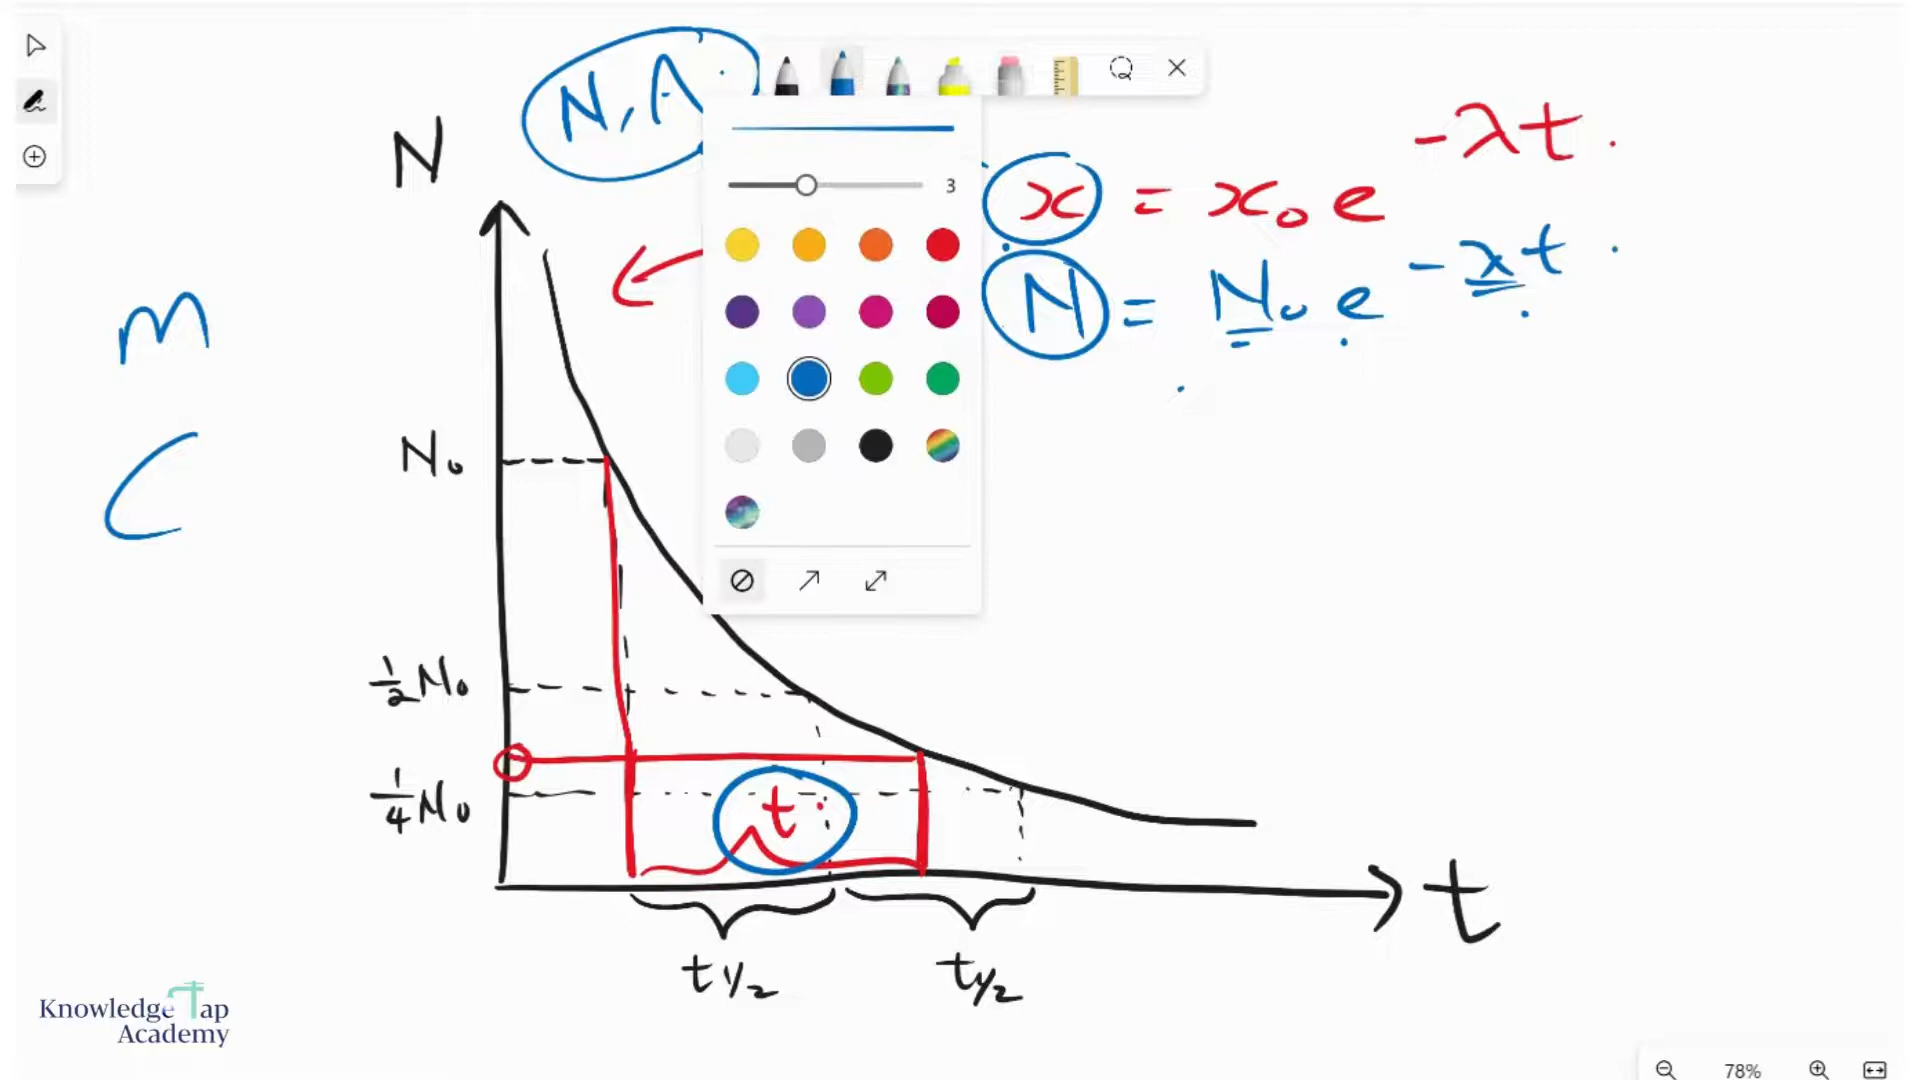 N, A
N
3
x = x₀ e^-λt
N = N₀ e^-λt
m
C
N₀
½N₀
¼N₀
t
t
t½
t½
Knowledge Tap
Academy
78%